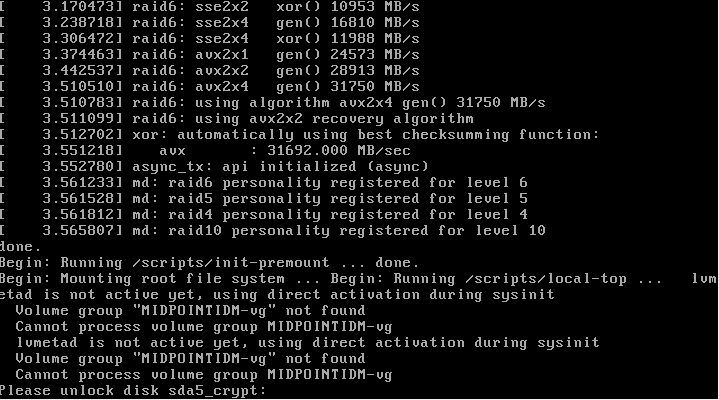 [    3.170473] raid6: sse2x2   xor() 10953 MB/s
[    3.238718] raid6: sse2x4   gen() 16810 MB/s
[    3.306472] raid6: sse2x4   xor() 11988 MB/s
[    3.374463] raid6: avx2x1   gen() 24573 MB/s
[    3.442537] raid6: avx2x2   gen() 28913 MB/s
[    3.510510] raid6: avx2x4   gen() 31750 MB/s
[    3.510783] raid6: using algorithm avx2x4 gen() 31750 MB/s
[    3.511099] raid6: using avx2x2 recovery algorithm
[    3.512702] xor: automatically using best checksumming function:
[    3.551218]    avx       : 31692.000 MB/sec
[    3.552780] async_tx: api initialized (async)
[    3.561233] md: raid6 personality registered for level 6
[    3.561528] md: raid5 personality registered for level 5
[    3.561812] md: raid4 personality registered for level 4
[    3.565807] md: raid10 personality registered for level 10
done.
Begin: Running /scripts/init-premount ... done.
Begin: Mounting root file system ... Begin: Running /scripts/local-top ...   lvm
etad is not active yet, using direct activation during sysinit
  Volume group "MIDPOINTIDM-vg" not found
  Cannot process volume group MIDPOINTIDM-vg
  lvmetad is not active yet, using direct activation during sysinit
  Volume group "MIDPOINTIDM-vg" not found
  Cannot process volume group MIDPOINTIDM-vg
Please unlock disk sda5_crypt: